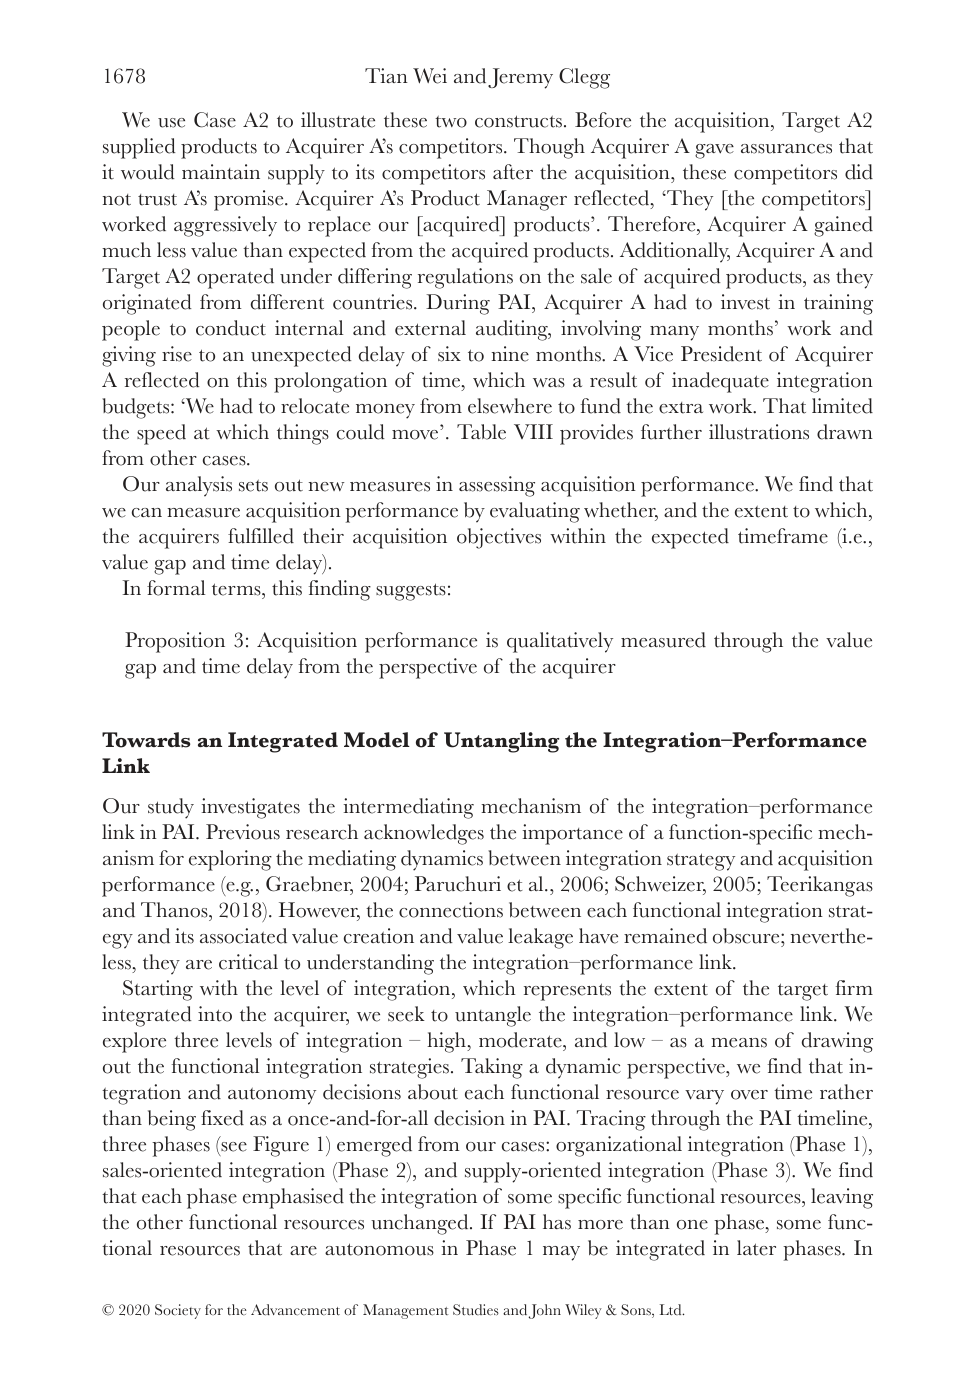 1678
Tian Wei and Jeremy Clegg
We use Case A2 to illustrate these two constructs. Before the acquisition, Target A2
supplied products to Acquirer A’s competitors. Though Acquirer A gave assurances that
it would maintain supply to its competitors after the acquisition, these competitors did
not trust A’s promise. Acquirer A’s Product Manager reflected, ‘They [the competitors]
worked aggressively to replace our [acquired] products’. Therefore, Acquirer A gained
much less value than expected from the acquired products. Additionally, Acquirer A and
Target A2 operated under differing regulations on the sale of acquired products, as they
originated from different countries. During PAI, Acquirer A had to invest in training
people to conduct internal and external auditing, involving many months’ work and
giving rise to an unexpected delay of six to nine months. A Vice President of Acquirer
A reflected on this prolongation of time, which was a result of inadequate integration
budgets: ‘We had to relocate money from elsewhere to fund the extra work. That limited
the speed at which things could move’. Table VIII provides further illustrations drawn
from other cases.
Our analysis sets out new measures in assessing acquisition performance. We find that
we can measure acquisition performance by evaluating whether, and the extent to which,
the acquirers fulfilled their acquisition objectives within the expected timeframe (i.e.,
value gap and time delay).
In formal terms, this finding suggests:
Proposition 3: Acquisition performance is qualitatively measured through the value
gap and time delay from the perspective of the acquirer
Towards an Integrated Model of Untangling the Integration–Performance
Link
Our study investigates the intermediating mechanism of the integration–performance
link in PAI. Previous research acknowledges the importance of a function-specific mech-
anism for exploring the mediating dynamics between integration strategy and acquisition
performance (e.g., Graebner, 2004; Paruchuri et al., 2006; Schweizer, 2005; Teerikangas
and Thanos, 2018). However, the connections between each functional integration strat-
egy and its associated value creation and value leakage have remained obscure; neverthe-
less, they are critical to understanding the integration–performance link.
Starting with the level of integration, which represents the extent of the target firm
integrated into the acquirer, we seek to untangle the integration–performance link. We
explore three levels of integration – high, moderate, and low – as a means of drawing
out the functional integration strategies. Taking a dynamic perspective, we find that in-
tegration and autonomy decisions about each functional resource vary over time rather
than being fixed as a once-and-for-all decision in PAI. Tracing through the PAI timeline,
three phases (see Figure 1) emerged from our cases: organizational integration (Phase 1),
sales-oriented integration (Phase 2), and supply-oriented integration (Phase 3). We find
that each phase emphasised the integration of some specific functional resources, leaving
the other functional resources unchanged. If PAI has more than one phase, some func-
tional resources that are autonomous in Phase 1 may be integrated in later phases. In
© 2020 Society for the Advancement of Management Studies and John Wiley & Sons, Ltd.